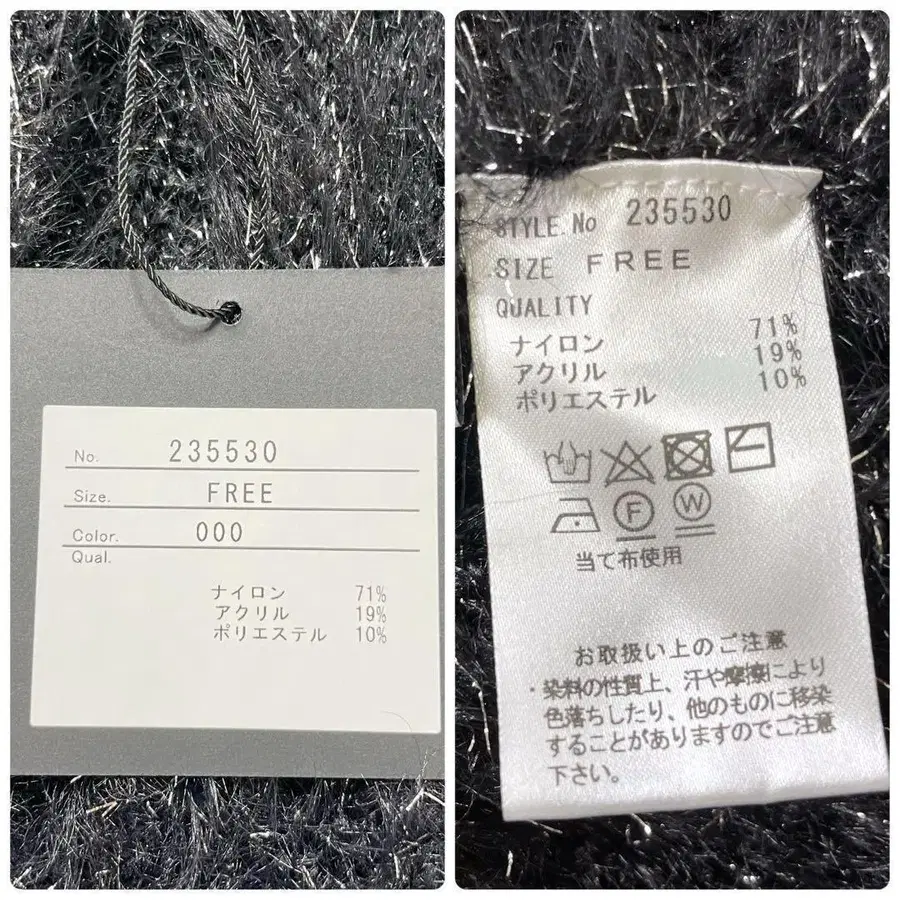 No. 235530
Size. FREE
Color. 000
Qual.
ナイロン 71%
アクリル 19%
ポリエステル 10%
STYLE.No 235530
SIZE FREE
QUALITY
ナイロン 71%
アクリル 19%
ポリエステル 10%
F W
当て布使用
お取扱い上のご注意
・染料の性質上、汗や摩擦により
色落ちしたり、他のものに移染
することがありますのでご注意
下さい。